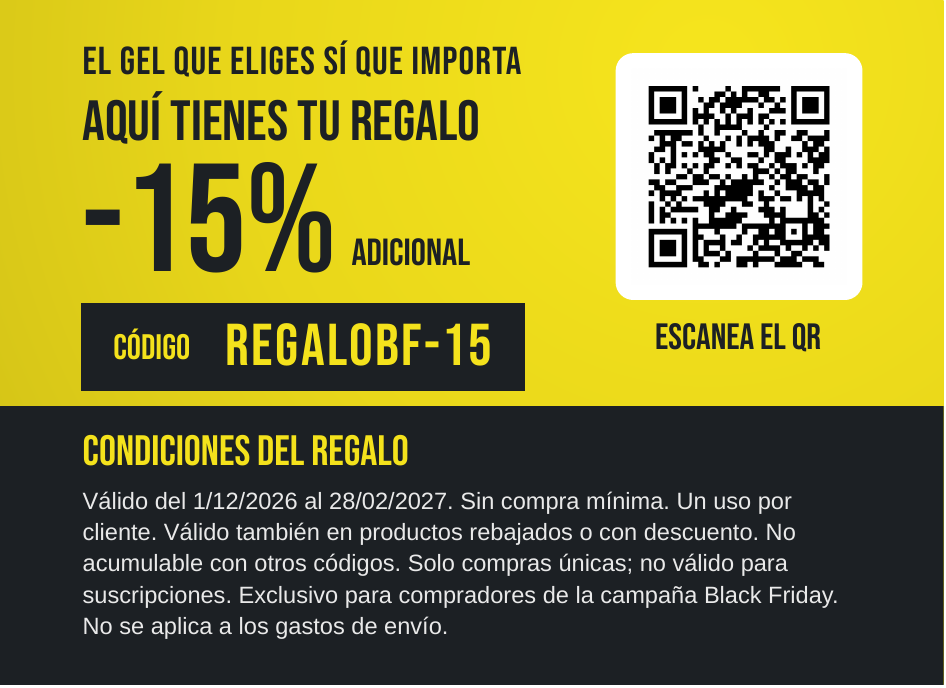 EL GEL QUE ELIGES SÍ QUE IMPORTA
AQUÍ TIENES TU REGALO
-15% ADICIONAL
CÓDIGO REGALOBF-15
ESCANEA EL QR
CONDICIONES DEL REGALO
Válido del 1/12/2026 al 28/02/2027. Sin compra mínima. Un uso por
cliente. Válido también en productos rebajados o con descuento. No
acumulable con otros códigos. Solo compras únicas; no válido para
suscripciones. Exclusivo para compradores de la campaña Black Friday.
No se aplica a los gastos de envío.